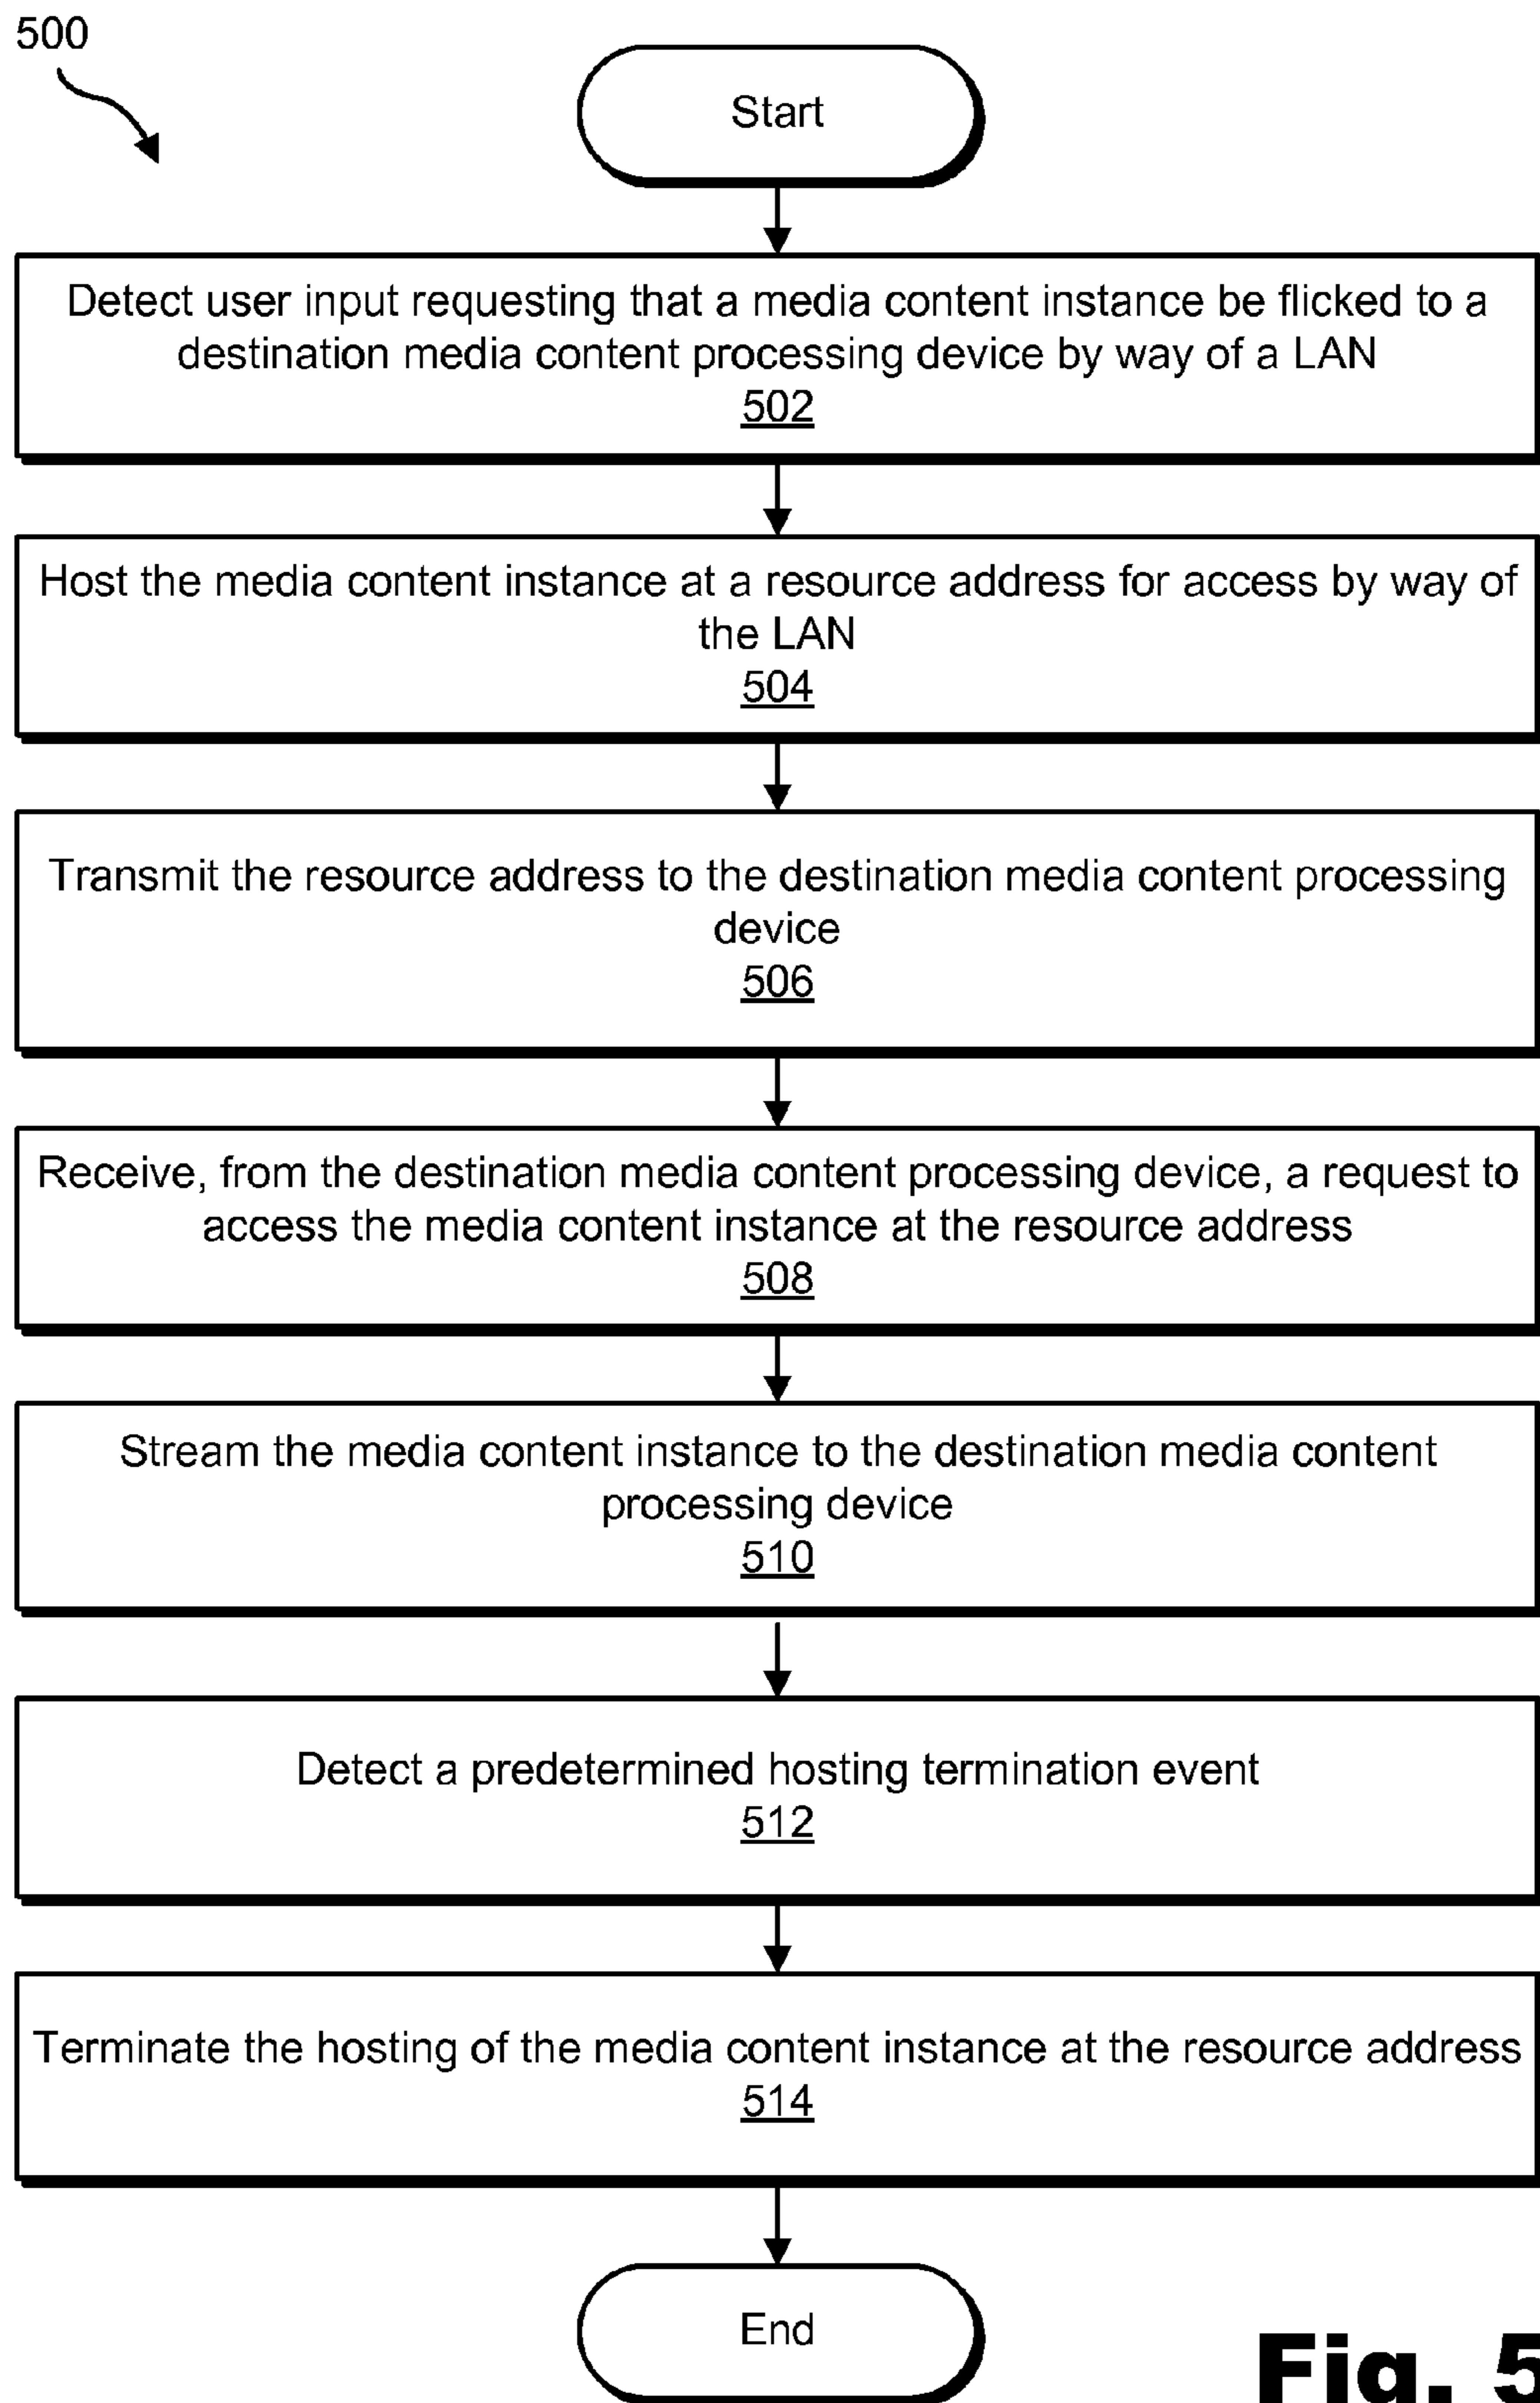 500
Start
Detect user input requesting that a media content instance be flicked to a
destination media content processing device by way of a LAN
502
Host the media content instance at a resource address for access by way of
the LAN
504
Transmit the resource address to the destination media content processing
device
506
Receive, from the destination media content processing device, a request to
access the media content instance at the resource address
508
Stream the media content instance to the destination media content
processing device
510
Detect a predetermined hosting termination event
512
Terminate the hosting of the media content instance at the resource address
514
End
Fig. 5